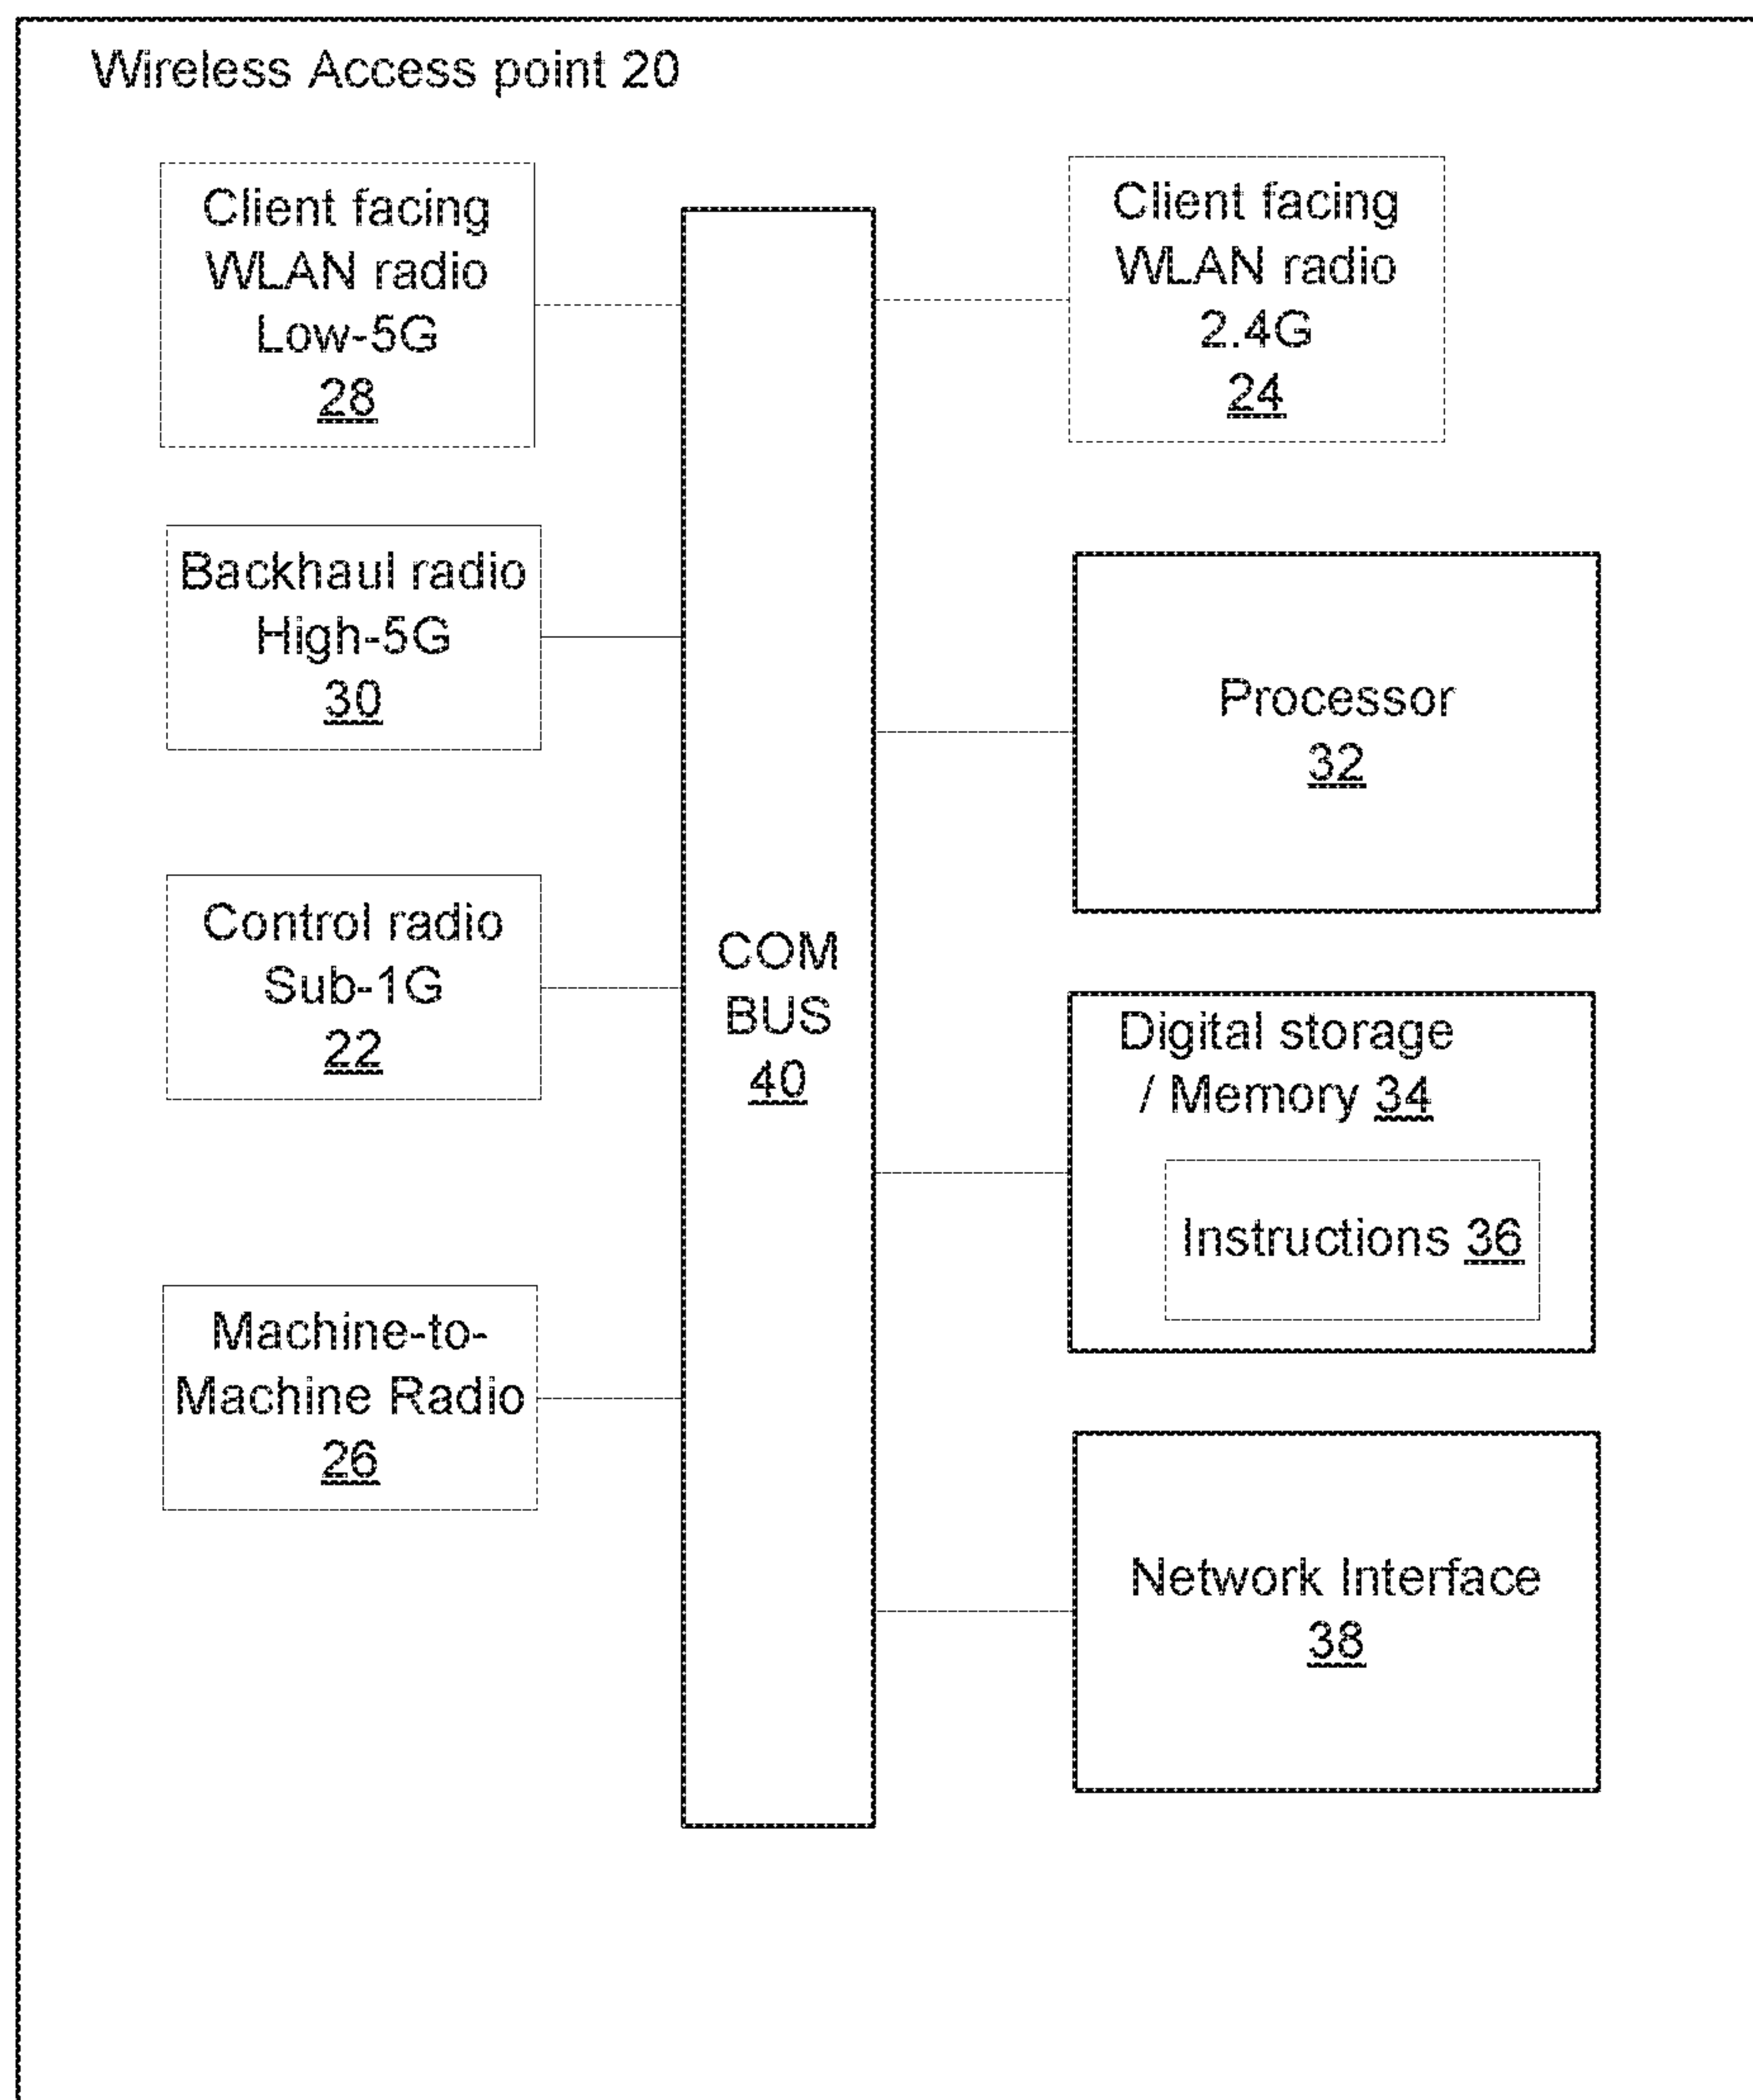 Wireless Access point 20
Client facing
WLAN radio
Low-5G
28
Client facing
WLAN radio
2.4G
24
Backhaul radio
High-5G
30
Processor
32
Control radio
Sub-1G
22
COM
BUS
40
Digital storage
/ Memory 34
Instructions 36
Machine-to-
Machine Radio
26
Network Interface
38